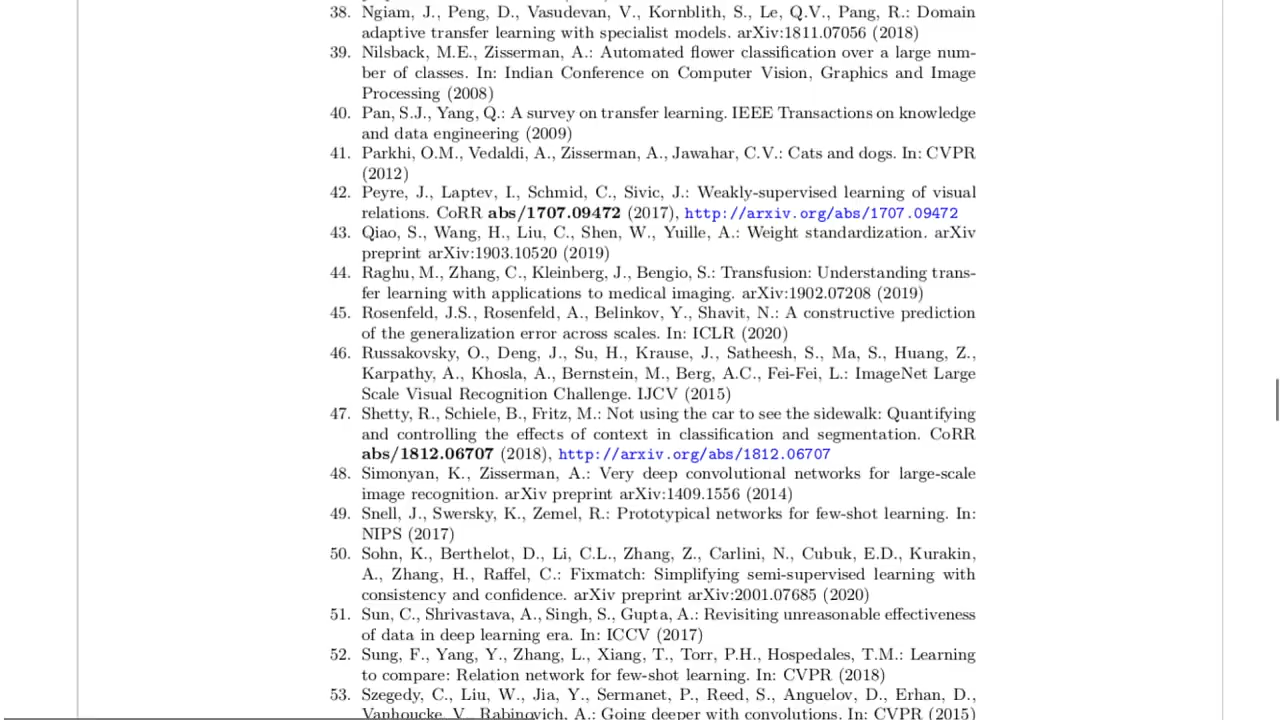 38. Ngiam, J., Peng, D., Vasudevan, V., Kornblith, S., Le, Q.V., Pang, R.: Domain
adaptive transfer learning with specialist models. arXiv:1811.07056 (2018)
39. Nilsback, M.E., Zisserman, A.: Automated flower classification over a large num-
ber of classes. In: Indian Conference on Computer Vision, Graphics and Image
Processing (2008)
40. Pan, S.J., Yang, Q.: A survey on transfer learning. IEEE Transactions on knowledge
and data engineering (2009)
41. Parkhi, O.M., Vedaldi, A., Zisserman, A., Jawahar, C.V.: Cats and dogs. In: CVPR
(2012)
42. Peyre, J., Laptev, I., Schmid, C., Sivic, J.: Weakly-supervised learning of visual
relations. CoRR abs/1707.09472 (2017), http://arxiv.org/abs/1707.09472
43. Qiao, S., Wang, H., Liu, C., Shen, W., Yuille, A.: Weight standardization. arXiv
preprint arXiv:1903.10520 (2019)
44. Raghu, M., Zhang, C., Kleinberg, J., Bengio, S.: Transfusion: Understanding trans-
fer learning with applications to medical imaging. arXiv:1902.07208 (2019)
45. Rosenfeld, J.S., Rosenfeld, A., Belinkov, Y., Shavit, N.: A constructive prediction
of the generalization error across scales. In: ICLR (2020)
46. Russakovsky, O., Deng, J., Su, H., Krause, J., Satheesh, S., Ma, S., Huang, Z.,
Karpathy, A., Khosla, A., Bernstein, M., Berg, A.C., Fei-Fei, L.: ImageNet Large
Scale Visual Recognition Challenge. IJCV (2015)
47. Shetty, R., Schiele, B., Fritz, M.: Not using the car to see the sidewalk: Quantifying
and controlling the effects of context in classification and segmentation. CoRR
abs/1812.06707 (2018), http://arxiv.org/abs/1812.06707
48. Simonyan, K., Zisserman, A.: Very deep convolutional networks for large-scale
image recognition. arXiv preprint arXiv:1409.1556 (2014)
49. Snell, J., Swersky, K., Zemel, R.: Prototypical networks for few-shot learning. In:
NIPS (2017)
50. Sohn, K., Berthelot, D., Li, C.L., Zhang, Z., Carlini, N., Cubuk, E.D., Kurakin,
A., Zhang, H., Raffel, C.: Fixmatch: Simplifying semi-supervised learning with
consistency and confidence. arXiv preprint arXiv:2001.07685 (2020)
51. Sun, C., Shrivastava, A., Singh, S., Gupta, A.: Revisiting unreasonable effectiveness
of data in deep learning era. In: ICCV (2017)
52. Sung, F., Yang, Y., Zhang, L., Xiang, T., Torr, P.H., Hospedales, T.M.: Learning
to compare: Relation network for few-shot learning. In: CVPR (2018)
53. Szegedy, C., Liu, W., Jia, Y., Sermanet, P., Reed, S., Anguelov, D., Erhan, D.,
Vanhoucke, V., Rabinovich, A.: Going deeper with convolutions. In: CVPR (2015)